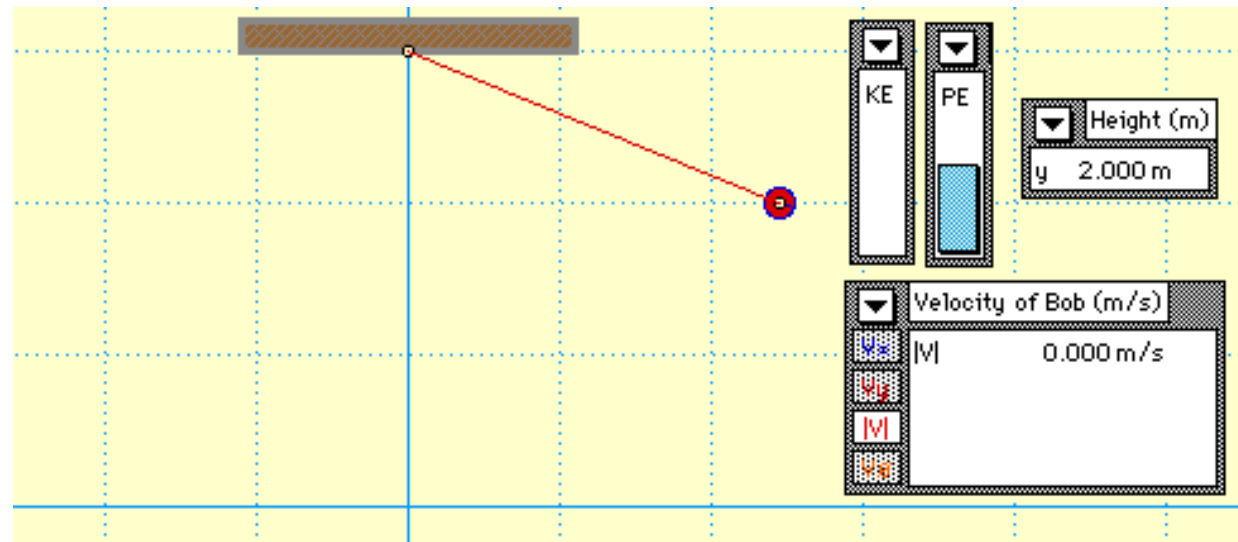 KE
PE
Height (m)
y 2.000 m
Velocity of Bob (m/s)
Vx
|V| 0.000 m/s
Vy
|V|
Vθ